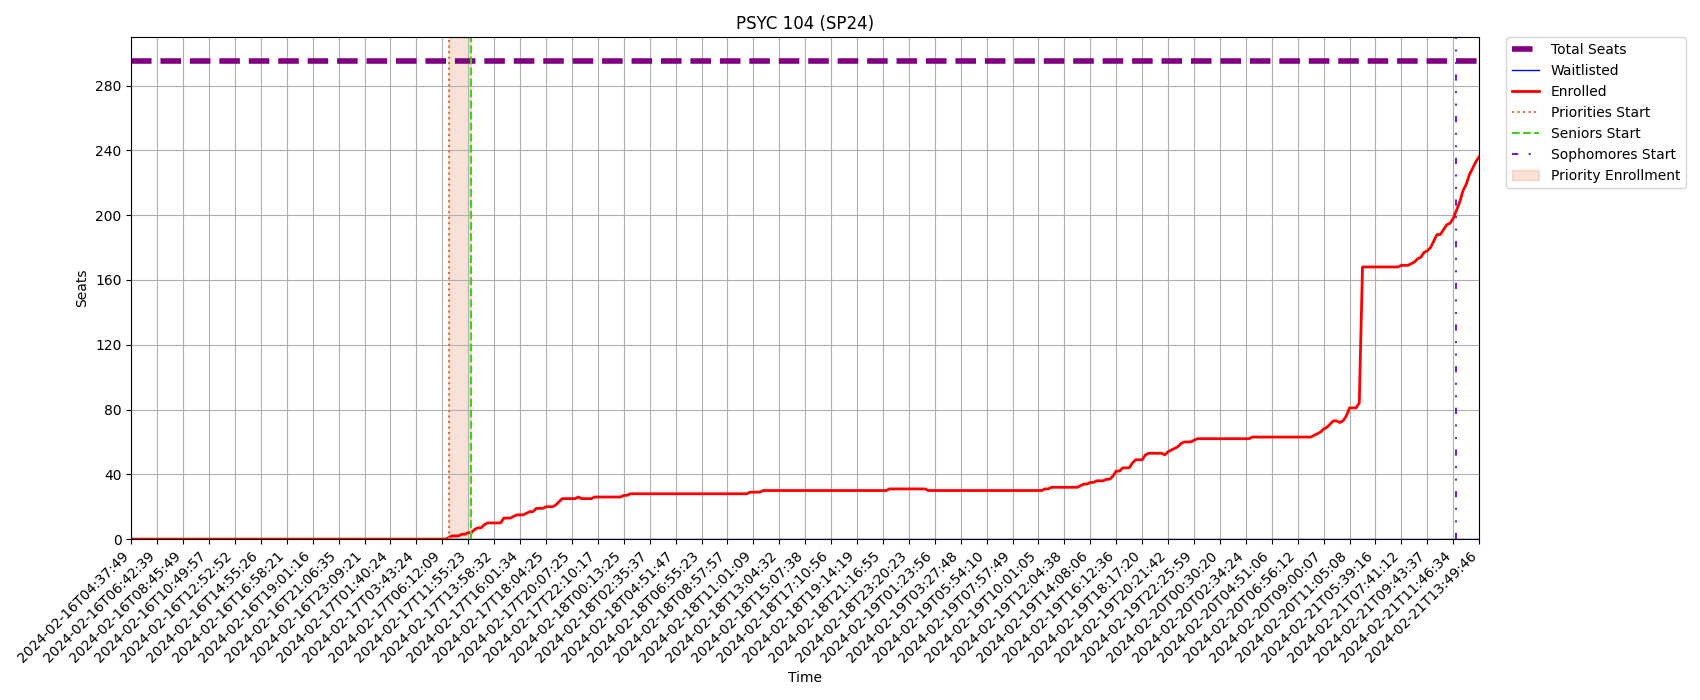 PSYC 104 (SP24)
Total Seats
Waitlisted
Enrolled
Priorities Start
Seniors Start
Sophomores Start
Priority Enrollment
Seats
280
240
200
160
120
80
40
0
2024-02-16T04:37:49
2024-02-16T06:42:39
2024-02-16T08:45:49
2024-02-16T10:49:57
2024-02-16T12:52:52
2024-02-16T14:55:26
2024-02-16T16:58:21
2024-02-16T19:01:16
2024-02-16T21:06:35
2024-02-16T23:09:21
2024-02-17T01:40:24
2024-02-17T03:43:24
2024-02-17T06:12:09
2024-02-17T11:55:23
2024-02-17T13:58:32
2024-02-17T16:01:34
2024-02-17T18:04:25
2024-02-17T20:07:25
2024-02-17T22:10:17
2024-02-18T00:13:25
2024-02-18T02:35:37
2024-02-18T04:51:47
2024-02-18T06:55:23
2024-02-18T08:57:57
2024-02-18T11:01:09
2024-02-18T13:04:32
2024-02-18T15:07:38
2024-02-18T17:10:56
2024-02-18T19:14:19
2024-02-18T21:16:55
2024-02-18T23:20:23
2024-02-19T01:23:56
2024-02-19T03:27:48
2024-02-19T05:54:10
2024-02-19T07:57:49
2024-02-19T10:01:05
2024-02-19T12:04:38
2024-02-19T14:08:06
2024-02-19T16:12:36
2024-02-19T18:17:20
2024-02-19T20:21:42
2024-02-19T22:25:59
2024-02-20T00:30:20
2024-02-20T02:34:24
2024-02-20T04:51:06
2024-02-20T06:56:12
2024-02-20T09:00:07
2024-02-20T11:05:08
2024-02-21T05:39:16
2024-02-21T07:41:12
2024-02-21T09:43:37
2024-02-21T11:46:34
2024-02-21T13:49:46
Time